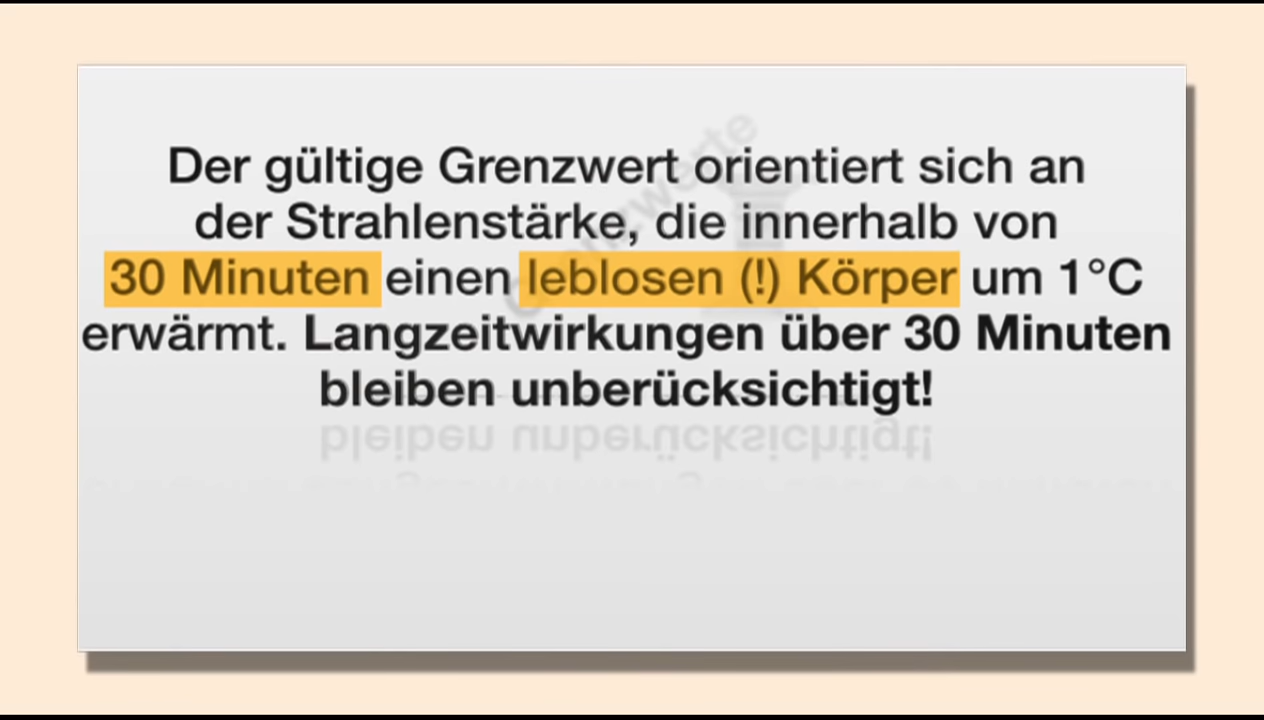 Der gültige Grenzwert orientiert sich an
der Strahlenstärke, die innerhalb von
30 Minuten einen leblosen (!) Körper um 1°C
erwärmt. Langzeitwirkungen über 30 Minuten
bleiben unberücksichtigt!
Grenzwerte